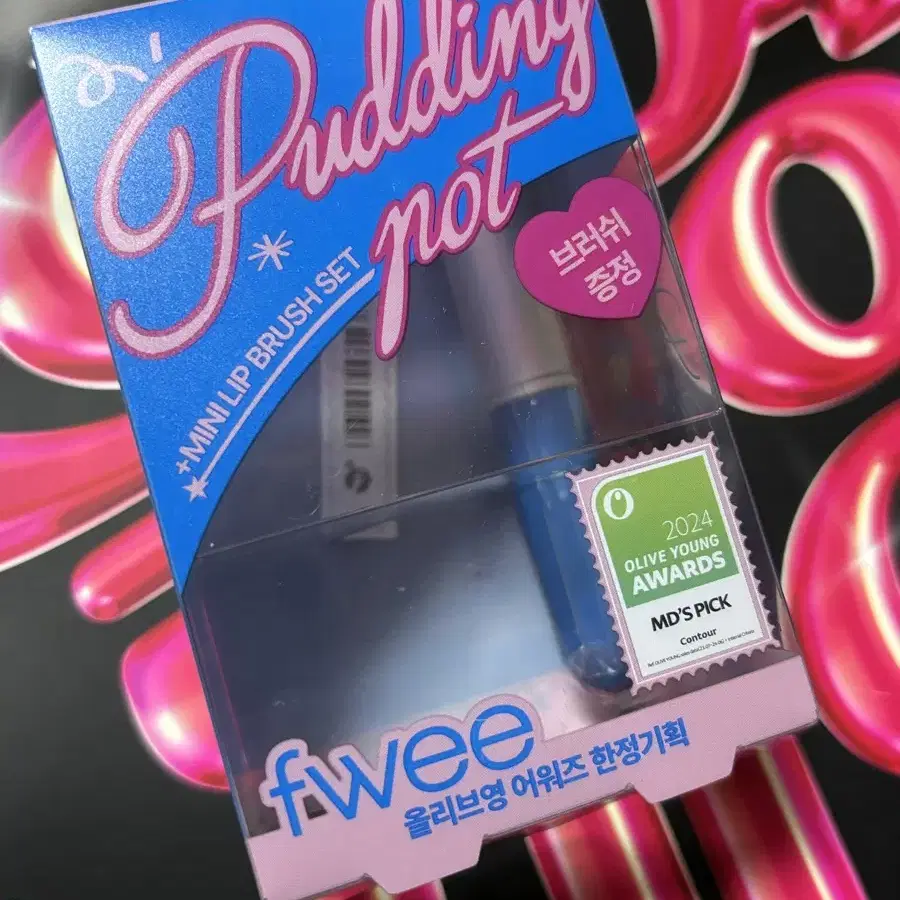 Pudding
pot
+MINI LIP BRUSH SET
브러쉬
증정
2024
OLIVE YOUNG
AWARDS
MD'S PICK
Contour
fwee
올리브영 어워즈 한정기획